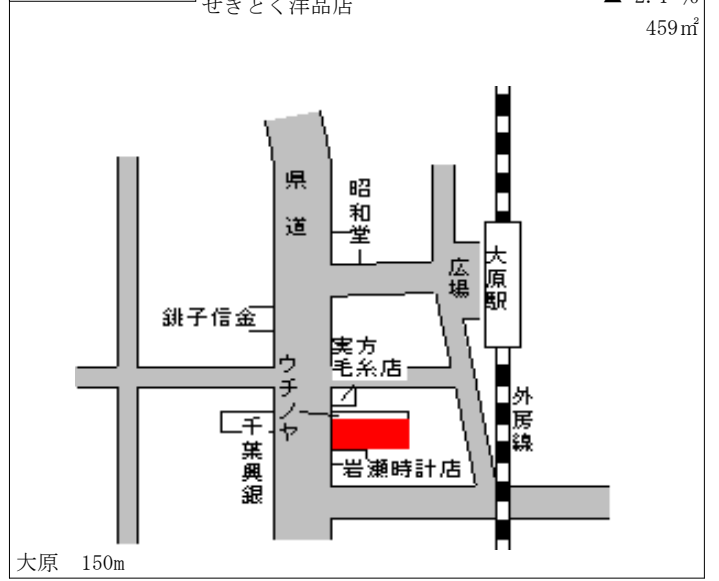 せきとく洋品店
459㎡
県道
昭和堂
広場
大原駅
銚子信金
実方
毛糸店
ウチノヤ
外房線
千葉興銀
岩瀬時計店
大原 150m